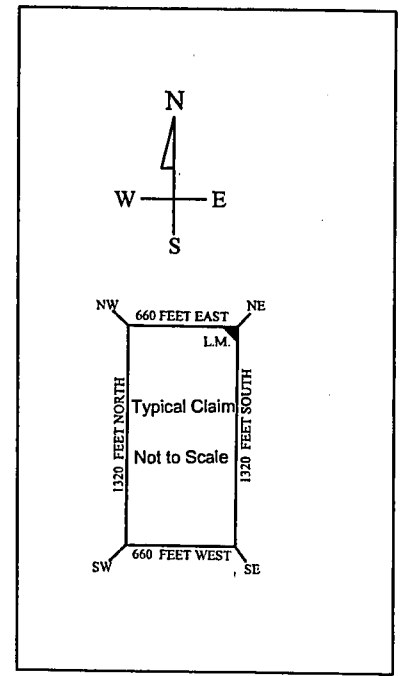 N
W E
S
NW NE
660 FEET EAST
L.M.
1320 FEET NORTH
Typical Claim
Not to Scale
1320 FEET SOUTH
660 FEET WEST
SW SE